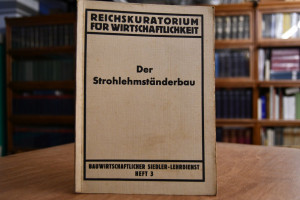 REICHSKURATORIUM
FÜR WIRTSCHAFTLICHKEIT
Der
Strohlehmständerbau
BAUWIRTSCHAFTLICHER SIEDLER-LEHRDIENST
HEFT 3